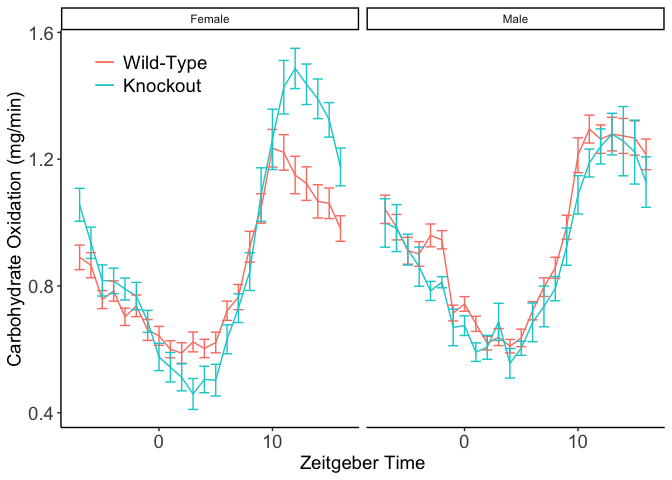 Female
Male
1.6
1.2
0.8
0.4
Wild-Type
Knockout
Carbohydrate Oxidation (mg/min)
0
10
0
10
Zeitgeber Time